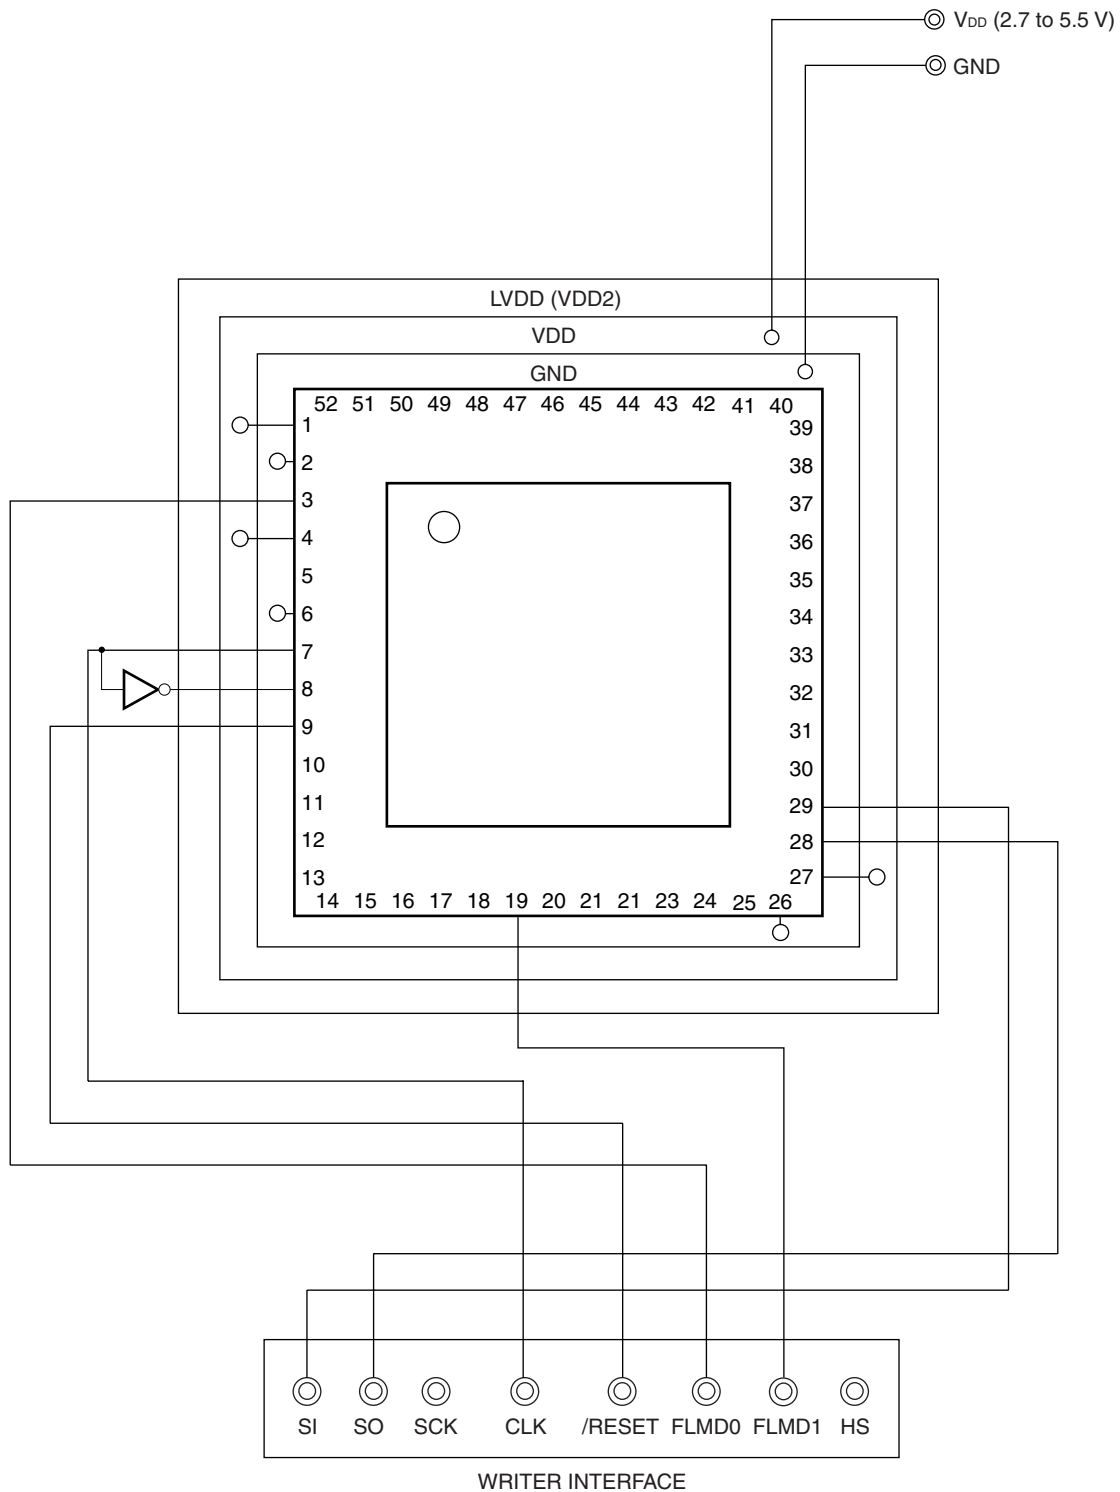 VDD (2.7 to 5.5 V)
GND
LVDD (VDD2)
VDD
GND
52 51 50 49 48 47 46 45 44 43 42 41 40
1
39
2
38
3
37
4
36
5
35
6
34
7
33
8
32
9
31
10
30
11
29
12
28
13
27
14 15 16 17 18 19 20 21 21 23 24 25 26
SI SO SCK CLK /RESET FLMD0 FLMD1 HS
WRITER INTERFACE